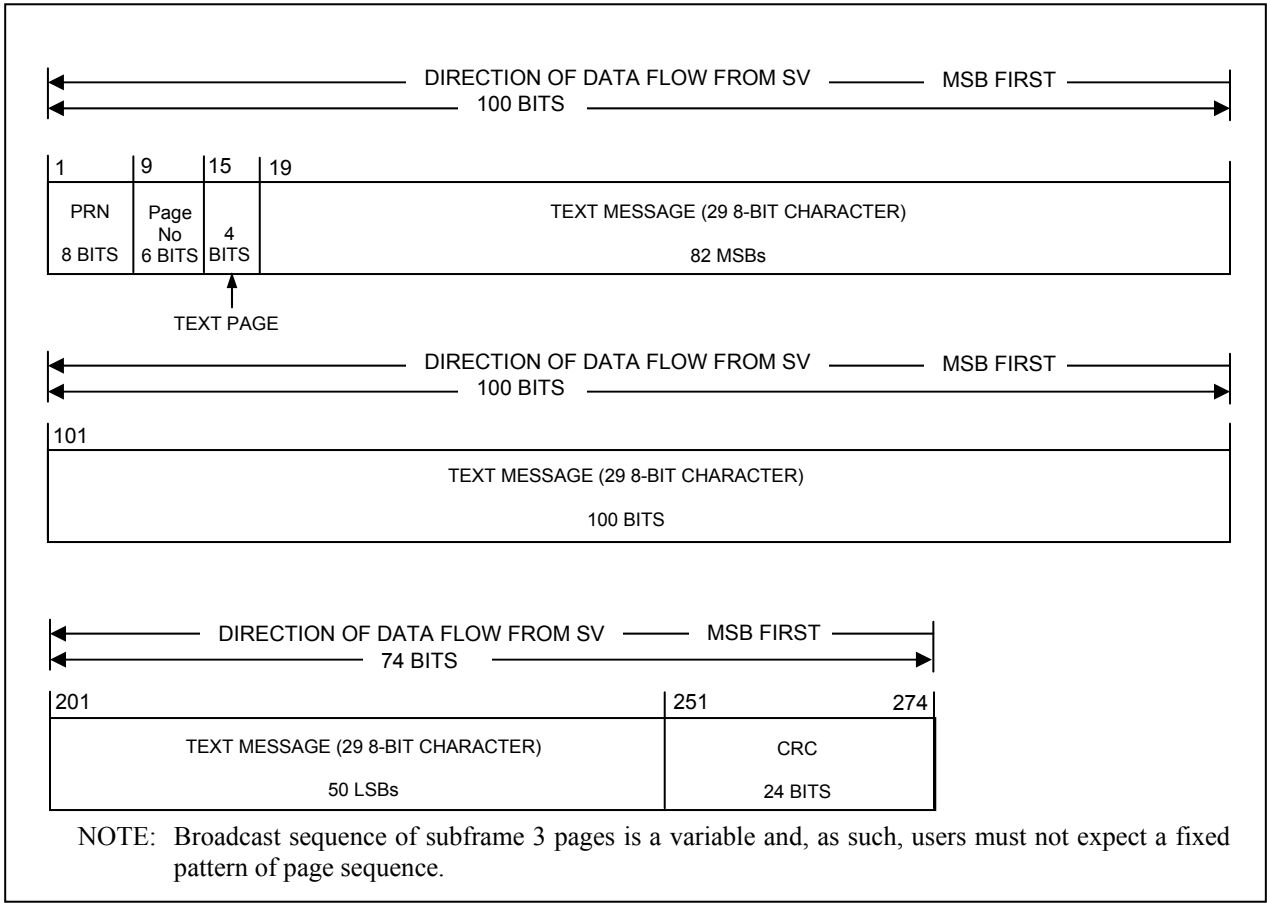 DIRECTION OF DATA FLOW FROM SV MSB FIRST
100 BITS
1 9 15 19
PRN
8 BITS
Page
No
6 BITS
4
BITS
TEXT MESSAGE (29 8-BIT CHARACTER)
82 MSBs
TEXT PAGE
DIRECTION OF DATA FLOW FROM SV MSB FIRST
100 BITS
101
TEXT MESSAGE (29 8-BIT CHARACTER)
100 BITS
DIRECTION OF DATA FLOW FROM SV MSB FIRST
74 BITS
201 251 274
TEXT MESSAGE (29 8-BIT CHARACTER)
50 LSBs
CRC
24 BITS
NOTE: Broadcast sequence of subframe 3 pages is a variable and, as such, users must not expect a fixed
pattern of page sequence.